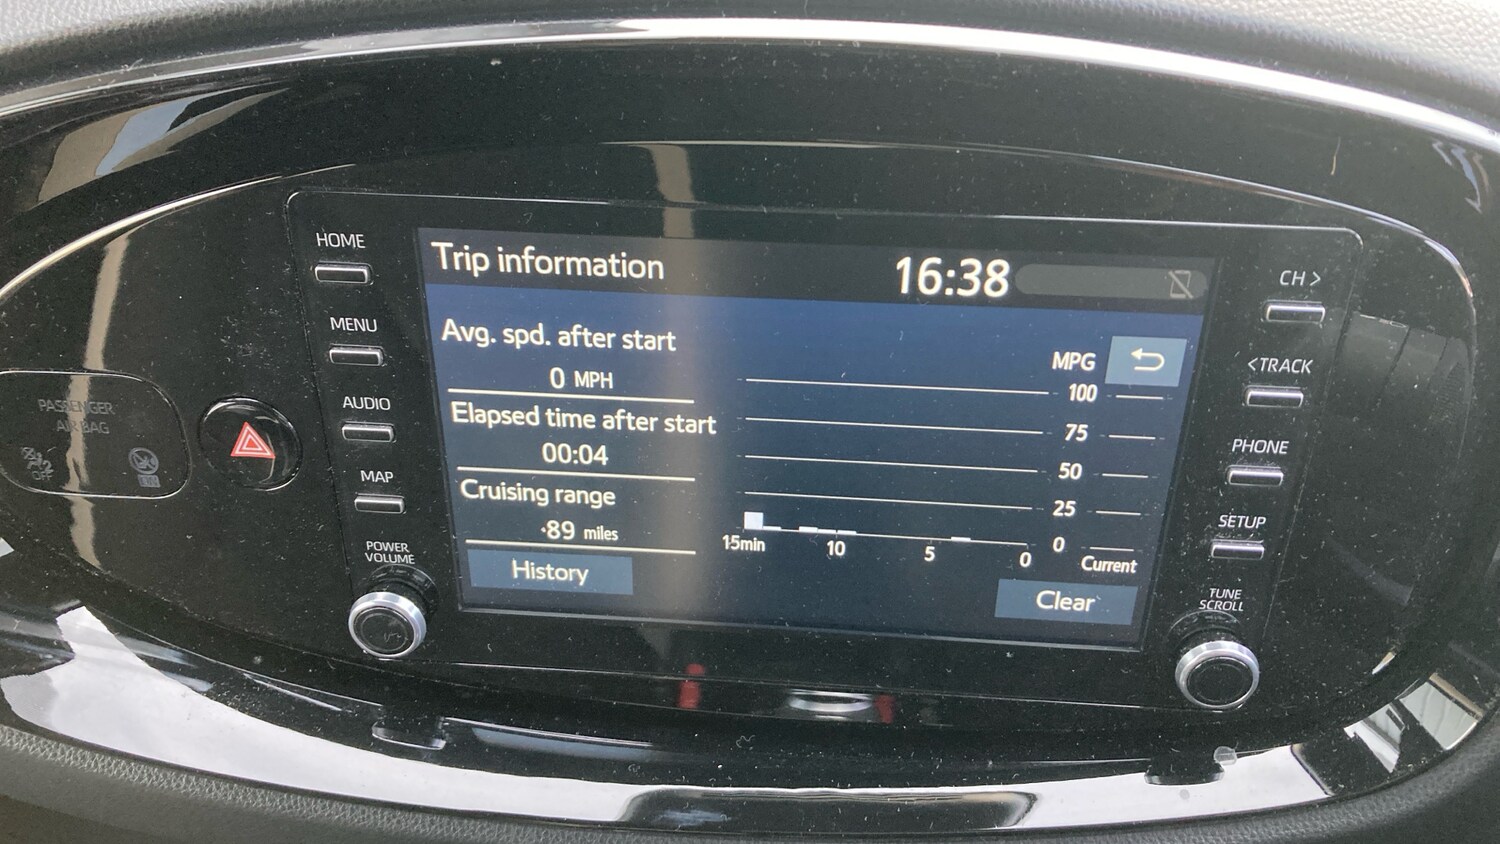 HOME
MENU
AUDIO
MAP
POWER
VOLUME
PASSENGER
AIR BAG
OFF
ON
Trip information
16:38
Avg. spd. after start
0 MPH
Elapsed time after start
00:04
Cruising range
89 miles
History
MPG
100
75
50
25
0
15min
10
5
0
Current
Clear
CH >
<TRACK
PHONE
SETUP
TUNE
SCROLL